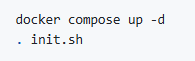 docker compose up -d
. init.sh